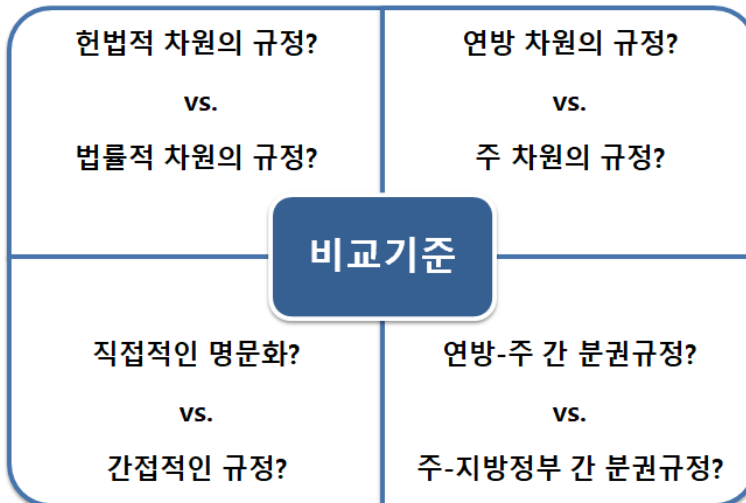 헌법적 차원의 규정?
vs.
법률적 차원의 규정?
연방 차원의 규정?
vs.
주 차원의 규정?
비교기준
직접적인 명문화?
vs.
간접적인 규정?
연방-주 간 분권규정?
vs.
주-지방정부 간 분권규정?